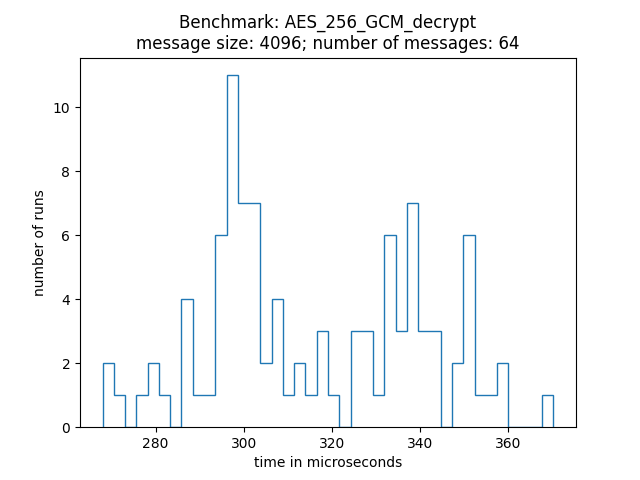 Benchmark: AES_256_GCM_decrypt
message size: 4096; number of messages: 64
number of runs
10
8
6
4
2
0
280 300 320 340 360
time in microseconds